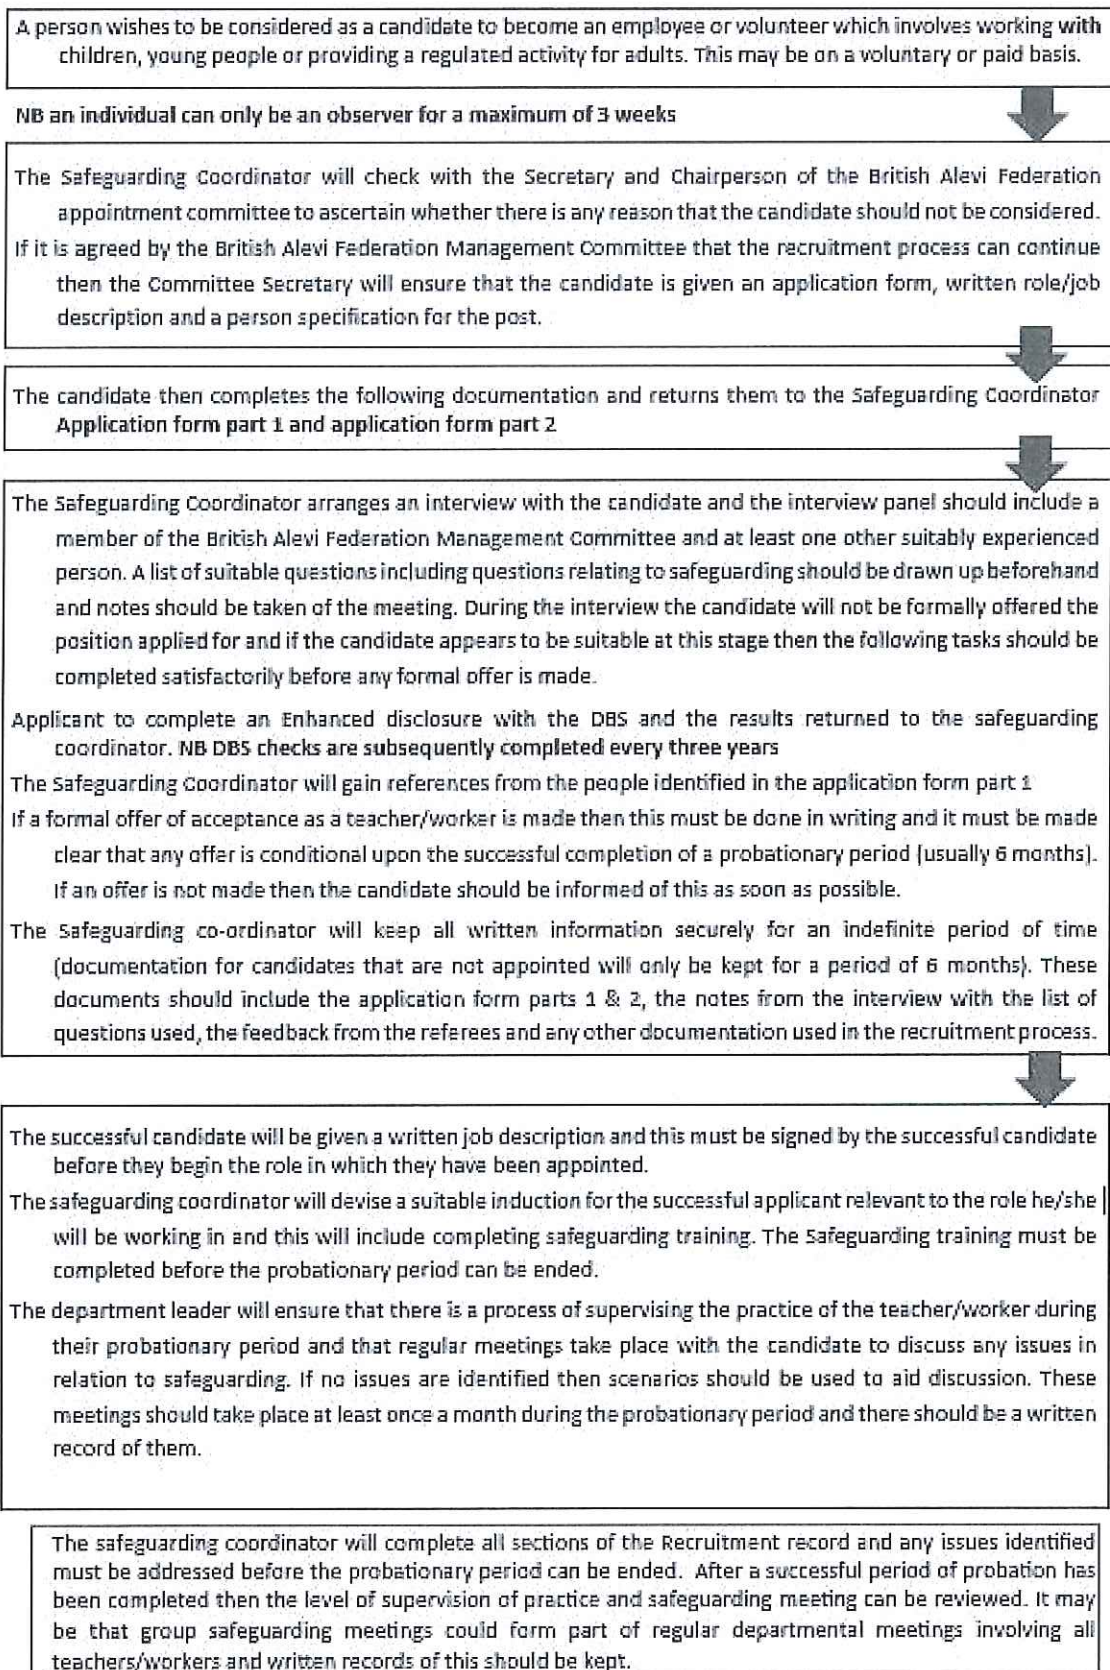 A person wishes to be considered as a candidate to become an employee or volunteer which involves working with
children, young people or providing a regulated activity for adults. This may be on a voluntary or paid basis.
NB an individual can only be an observer for a maximum of 3 weeks
The Safeguarding Coordinator will check with the Secretary and Chairperson of the British Alevi Federation
appointment committee to ascertain whether there is any reason that the candidate should not be considered.
If it is agreed by the British Alevi Federation Management Committee that the recruitment process can continue
then the Committee Secretary will ensure that the candidate is given an application form, written role/job
description and a person specification for the post.
The candidate then completes the following documentation and returns them to the Safeguarding Coordinator
Application form part 1 and application form part 2
The Safeguarding Coordinator arranges an interview with the candidate and the interview panel should include a
member of the British Alevi Federation Management Committee and at least one other suitably experienced
person. A list of suitable questions including questions relating to safeguarding should be drawn up beforehand
and notes should be taken of the meeting. During the interview the candidate will not be formally offered the
position applied for and if the candidate appears to be suitable at this stage then the following tasks should be
completed satisfactorily before any formal offer is made.
Applicant to complete an Enhanced disclosure with the DBS and the results returned to the safeguarding
coordinator. NB DBS checks are subsequently completed every three years
The Safeguarding Coordinator will gain references from the people identified in the application form part 1
If a formal offer of acceptance as a teacher/worker is made then this must be done in writing and it must be made
clear that any offer is conditional upon the successful completion of a probationary period (usually 6 months).
If an offer is not made then the candidate should be informed of this as soon as possible.
The Safeguarding co-ordinator will keep all written information securely for an indefinite period of time
(documentation for candidates that are not appointed will only be kept for a period of 6 months). These
documents should include the application form parts 1 & 2, the notes from the interview with the list of
questions used, the feedback from the referees and any other documentation used in the recruitment process.
The successful candidate will be given a written job description and this must be signed by the successful candidate
before they begin the role in which they have been appointed.
The safeguarding coordinator will devise a suitable induction for the successful applicant relevant to the role he/she
will be working in and this will include completing safeguarding training. The Safeguarding training must be
completed before the probationary period can be ended.
The department leader will ensure that there is a process of supervising the practice of the teacher/worker during
their probationary period and that regular meetings take place with the candidate to discuss any issues in
relation to safeguarding. If no issues are identified then scenarios should be used to aid discussion. These
meetings should take place at least once a month during the probationary period and there should be a written
record of them.
The safeguarding coordinator will complete all sections of the Recruitment record and any issues identified
must be addressed before the probationary period can be ended. After a successful period of probation has
been completed then the level of supervision of practice and safeguarding meeting can be reviewed. It may
be that group safeguarding meetings could form part of regular departmental meetings involving all
teachers/workers and written records of this should be kept.